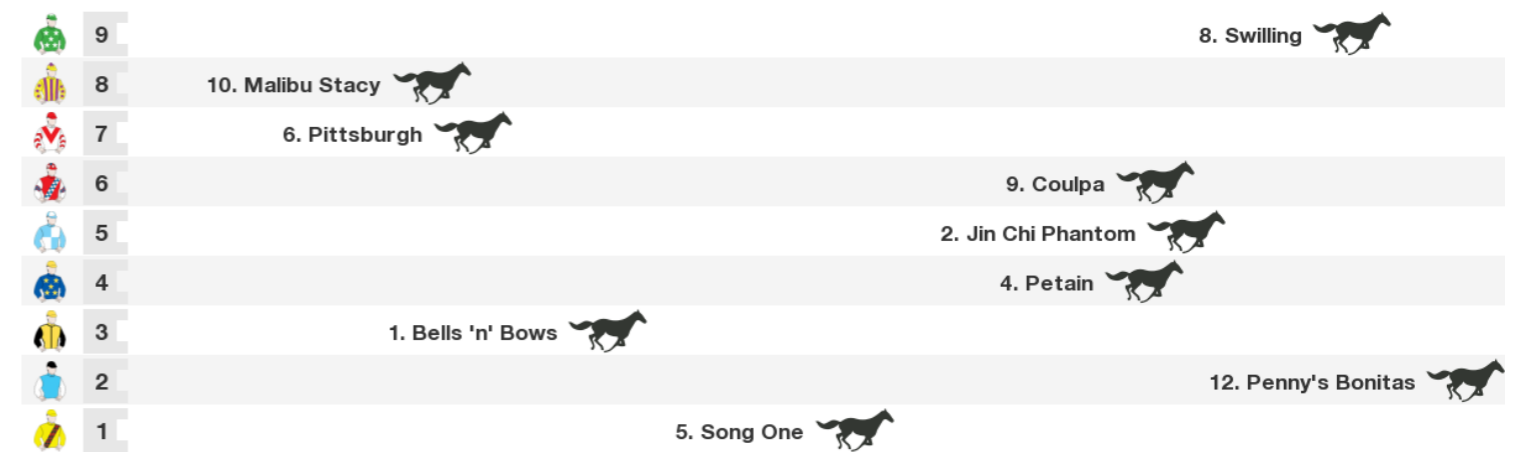 9 8. Swilling
8 10. Malibu Stacy
7 6. Pittsburgh
6 9. Coulpa
5 2. Jin Chi Phantom
4 4. Petain
3 1. Bells 'n' Bows
2 12. Penny's Bonitas
1 5. Song One